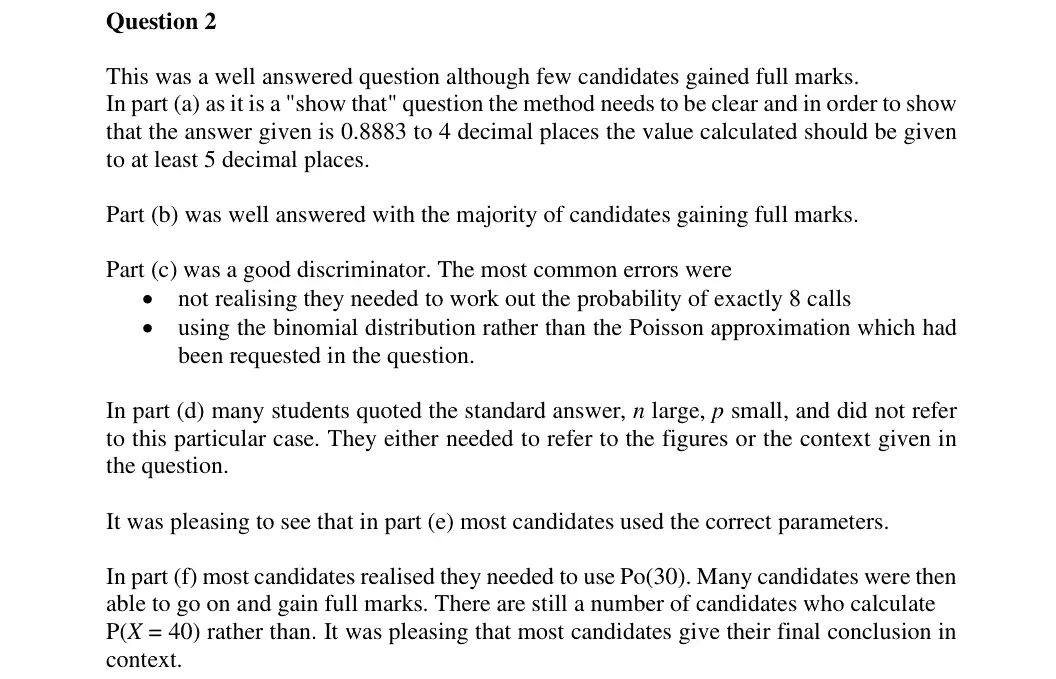 Question 2
This was a well answered question although few candidates gained full marks.
In part (a) as it is a "show that" question the method needs to be clear and in order to show
that the answer given is 0.8883 to 4 decimal places the value calculated should be given
to at least 5 decimal places.
Part (b) was well answered with the majority of candidates gaining full marks.
Part (c) was a good discriminator. The most common errors were
• not realising they needed to work out the probability of exactly 8 calls
• using the binomial distribution rather than the Poisson approximation which had
been requested in the question.
In part (d) many students quoted the standard answer, n large, p small, and did not refer
to this particular case. They either needed to refer to the figures or the context given in
the question.
It was pleasing to see that in part (e) most candidates used the correct parameters.
In part (f) most candidates realised they needed to use Po(30). Many candidates were then
able to go on and gain full marks. There are still a number of candidates who calculate
P(X = 40) rather than. It was pleasing that most candidates give their final conclusion in
context.